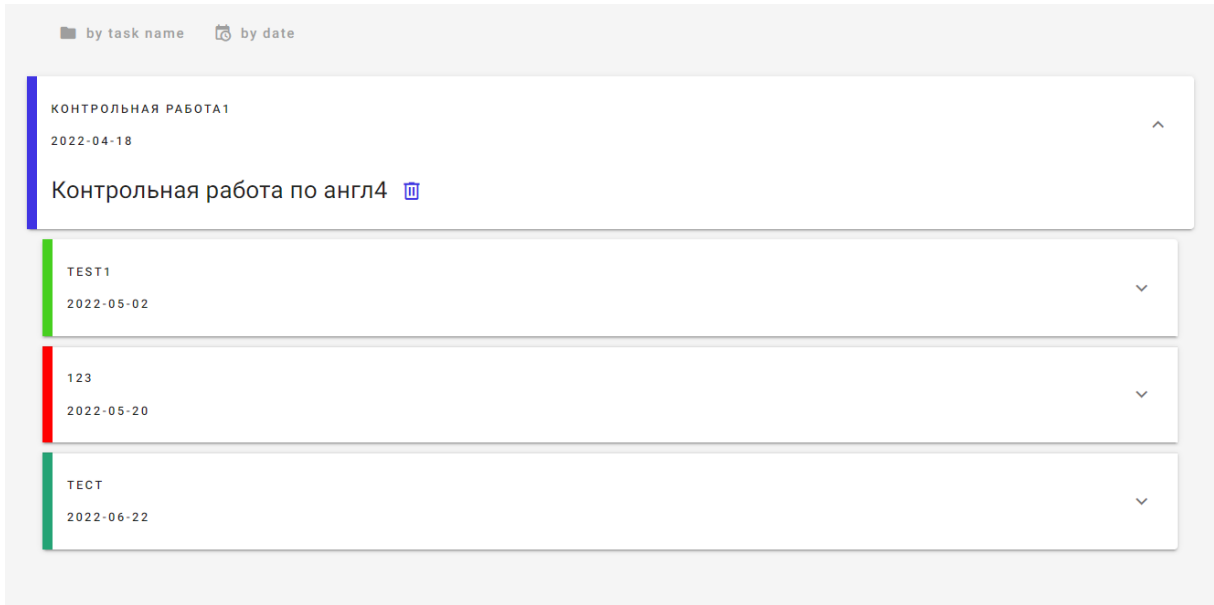 by task name by date
КОНТРОЛЬНАЯ РАБОТА1
2022-04-18
Контрольная работа по англ4
TEST1
2022-05-02
123
2022-05-20
ТЕСТ
2022-06-22